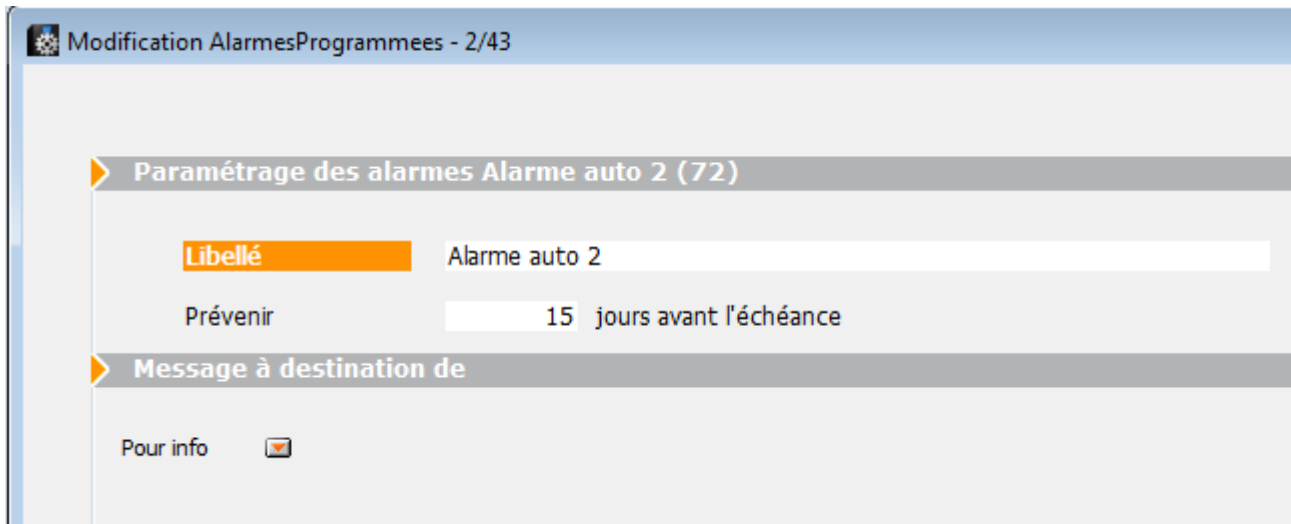 Modification AlarmesProgrammees - 2/43
Paramétrage des alarmes Alarme auto 2 (72)
Libellé Alarme auto 2
Prévenir 15 jours avant l'échéance
Message à destination de
Pour info